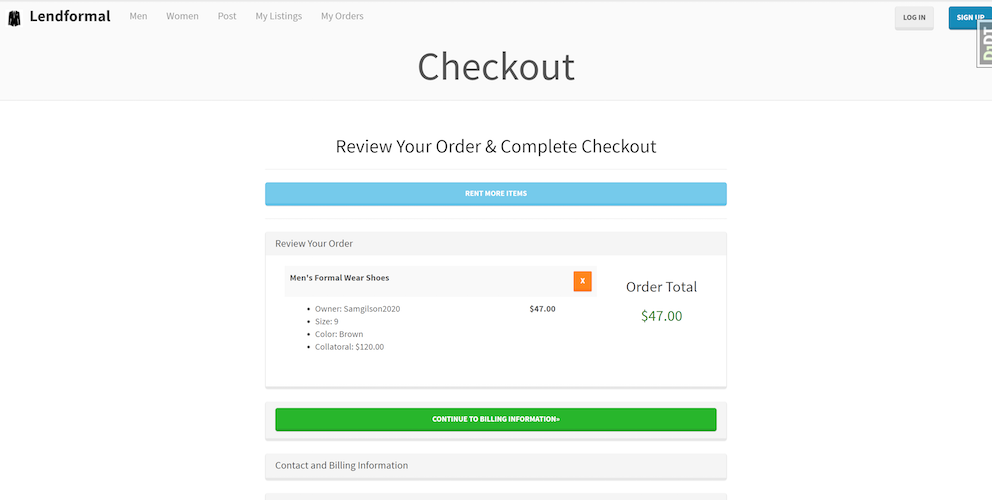 Lendformal Men Women Post My Listings My Orders LOG IN SIGN UP
Checkout
Review Your Order & Complete Checkout
RENT MORE ITEMS
Review Your Order
Men's Formal Wear Shoes X
Order Total
Owner: Samgilson2020 $47.00
$47.00
Size: 9
Color: Brown
Collatoral: $120.00
CONTINUE TO BILLING INFORMATION»
Contact and Billing Information